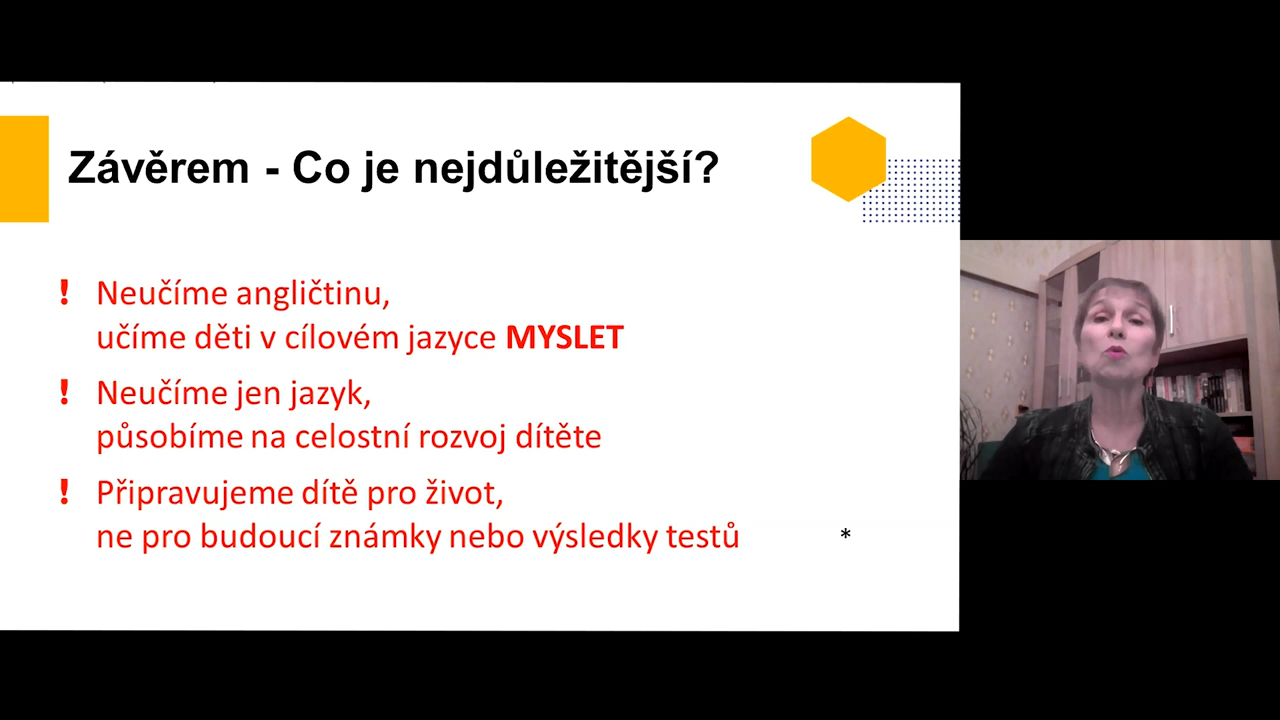 Závěrem - Co je nejdůležitější?
! Neučíme angličtinu,
učíme děti v cílovém jazyce MYSLET
! Neučíme jen jazyk,
působíme na celostní rozvoj dítěte
! Připravujeme dítě pro život,
ne pro budoucí známky nebo výsledky testů
*